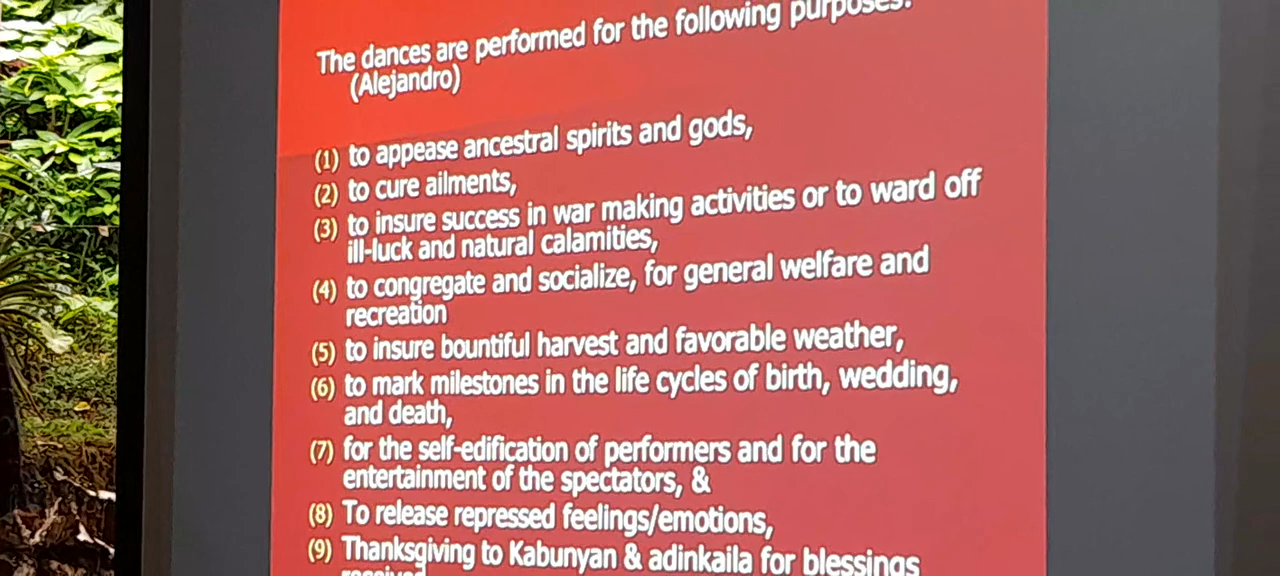 The dances are performed for the following purposes:
(Alejandro)
(1) to appease ancestral spirits and gods,
(2) to cure ailments,
(3) to insure success in war making activities or to ward off
ill-luck and natural calamities,
(4) to congregate and socialize, for general welfare and
recreation
(5) to insure bountiful harvest and favorable weather,
(6) to mark milestones in the life cycles of birth, wedding,
and death,
(7) for the self-edification of performers and for the
entertainment of the spectators, &
(8) To release repressed feelings/emotions,
(9) Thanksgiving to Kabunyan & adinkaila for blessings
received